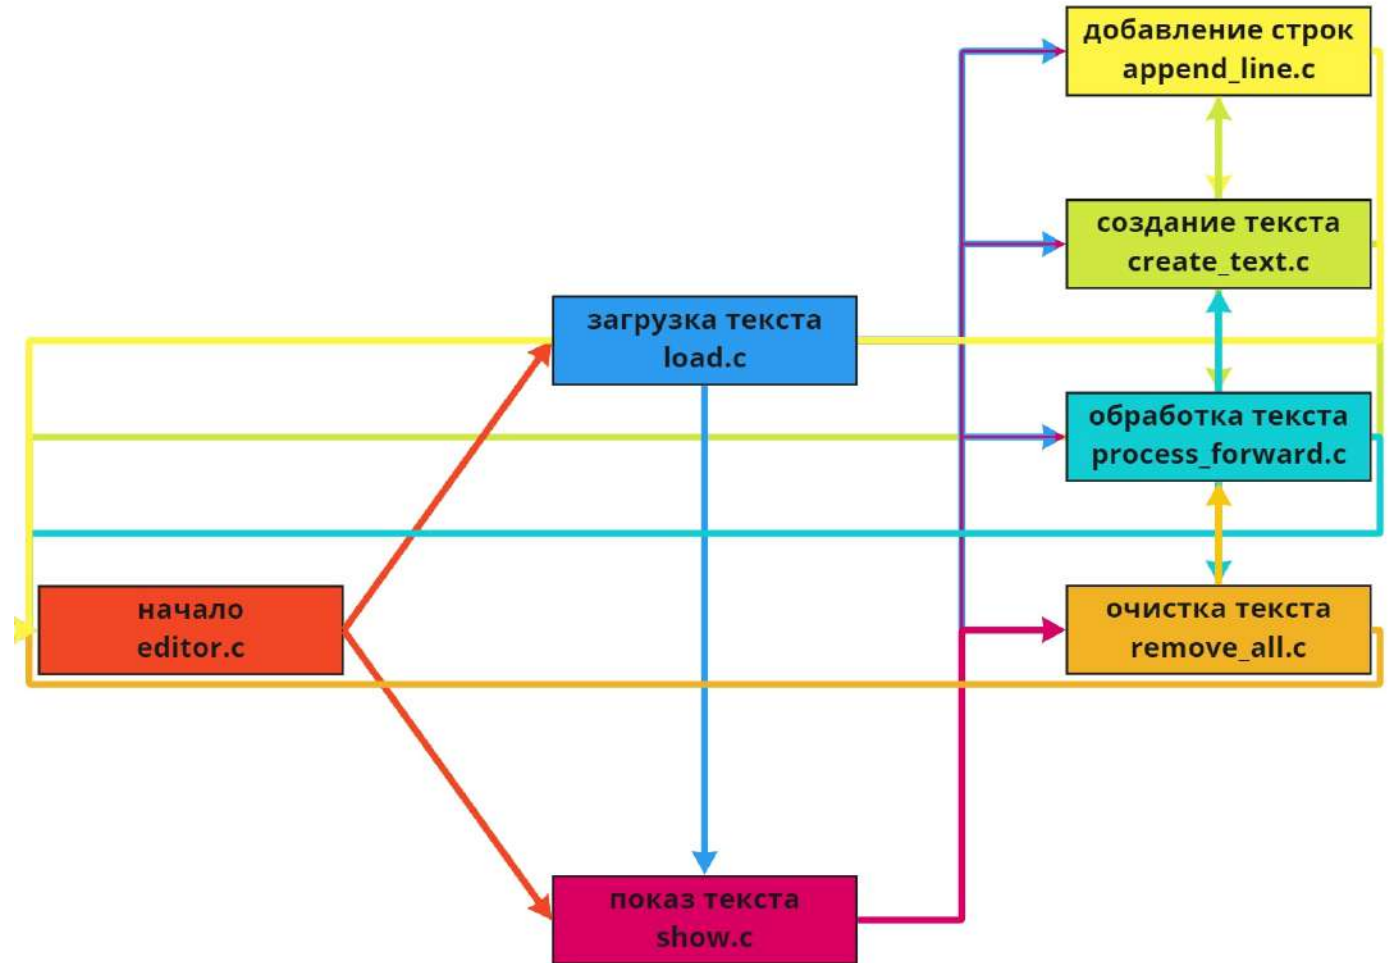 добавление строк
append_line.c
создание текста
create_text.c
загрузка текста
load.c
обработка текста
process_forward.c
начало
editor.c
очистка текста
remove_all.c
показ текста
show.c